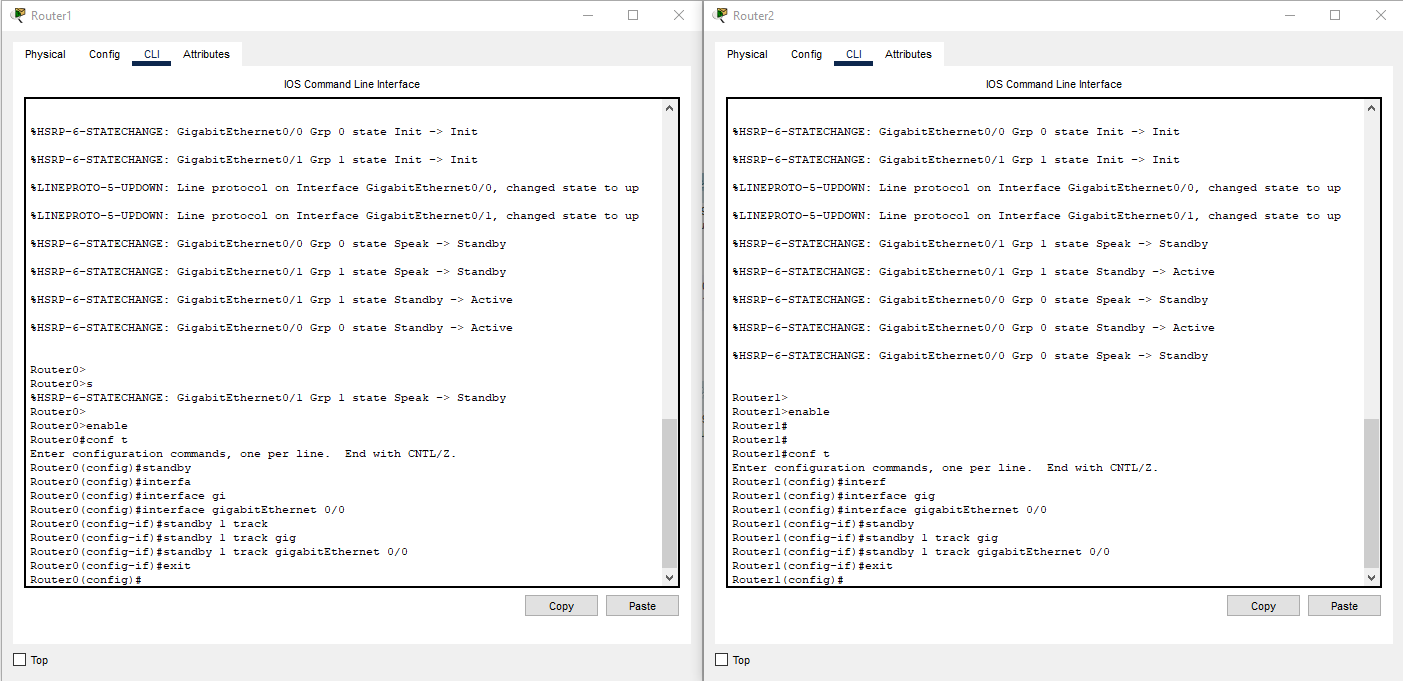 Router1
Physical Config CLI Attributes
IOS Command Line Interface
%HSRP-6-STATECHANGE: GigabitEthernet0/0 Grp 0 state Init -> Init
%HSRP-6-STATECHANGE: GigabitEthernet0/1 Grp 1 state Init -> Init
%LINEPROTO-5-UPDOWN: Line protocol on Interface GigabitEthernet0/0, changed state to up
%LINEPROTO-5-UPDOWN: Line protocol on Interface GigabitEthernet0/1, changed state to up
%HSRP-6-STATECHANGE: GigabitEthernet0/0 Grp 0 state Speak -> Standby
%HSRP-6-STATECHANGE: GigabitEthernet0/1 Grp 1 state Speak -> Standby
%HSRP-6-STATECHANGE: GigabitEthernet0/1 Grp 1 state Standby -> Active
%HSRP-6-STATECHANGE: GigabitEthernet0/0 Grp 0 state Standby -> Active
Router0>
Router0>s
%HSRP-6-STATECHANGE: GigabitEthernet0/1 Grp 1 state Speak -> Standby
Router0>
Router0>enable
Router0#conf t
Enter configuration commands, one per line.  End with CNTL/Z.
Router0(config)#standby
Router0(config)#interfa
Router0(config)#interface gi
Router0(config)#interface gigabitEthernet 0/0
Router0(config-if)#standby 1 track
Router0(config-if)#standby 1 track gig
Router0(config-if)#standby 1 track gigabitEthernet 0/0
Router0(config-if)#exit
Router0(config)#
Copy Paste
Top
Router2
Physical Config CLI Attributes
IOS Command Line Interface
%HSRP-6-STATECHANGE: GigabitEthernet0/0 Grp 0 state Init -> Init
%HSRP-6-STATECHANGE: GigabitEthernet0/1 Grp 1 state Init -> Init
%LINEPROTO-5-UPDOWN: Line protocol on Interface GigabitEthernet0/0, changed state to up
%LINEPROTO-5-UPDOWN: Line protocol on Interface GigabitEthernet0/1, changed state to up
%HSRP-6-STATECHANGE: GigabitEthernet0/1 Grp 1 state Speak -> Standby
%HSRP-6-STATECHANGE: GigabitEthernet0/1 Grp 1 state Standby -> Active
%HSRP-6-STATECHANGE: GigabitEthernet0/0 Grp 0 state Speak -> Standby
%HSRP-6-STATECHANGE: GigabitEthernet0/0 Grp 0 state Standby -> Active
%HSRP-6-STATECHANGE: GigabitEthernet0/0 Grp 0 state Speak -> Standby
Router1>
Router1>enable
Router1#
Router1#
Router1#conf t
Enter configuration commands, one per line.  End with CNTL/Z.
Router1(config)#interf
Router1(config)#interface gig
Router1(config)#interface gigabitEthernet 0/0
Router1(config-if)#standby
Router1(config-if)#standby 1 track gig
Router1(config-if)#standby 1 track gigabitEthernet 0/0
Router1(config-if)#exit
Router1(config)#
Copy Paste
Top